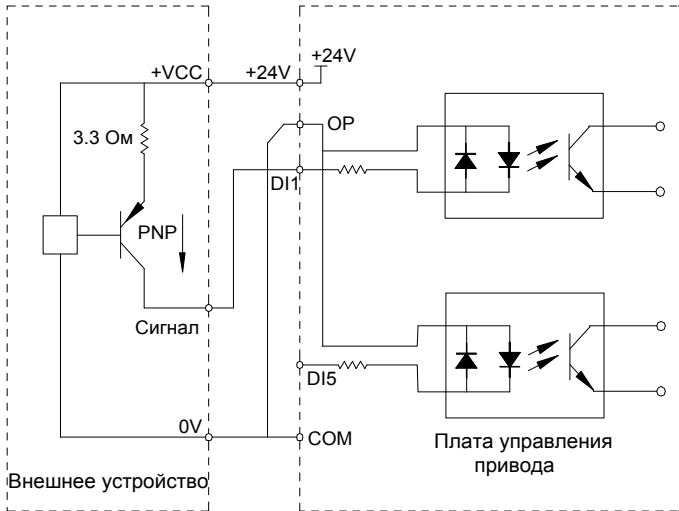 +VCC
+24V
+24V
OP
3.3 Ом
DI1
PNP
Сигнал
DI5
0V
COM
Плата управления
привода
Внешнее устройство